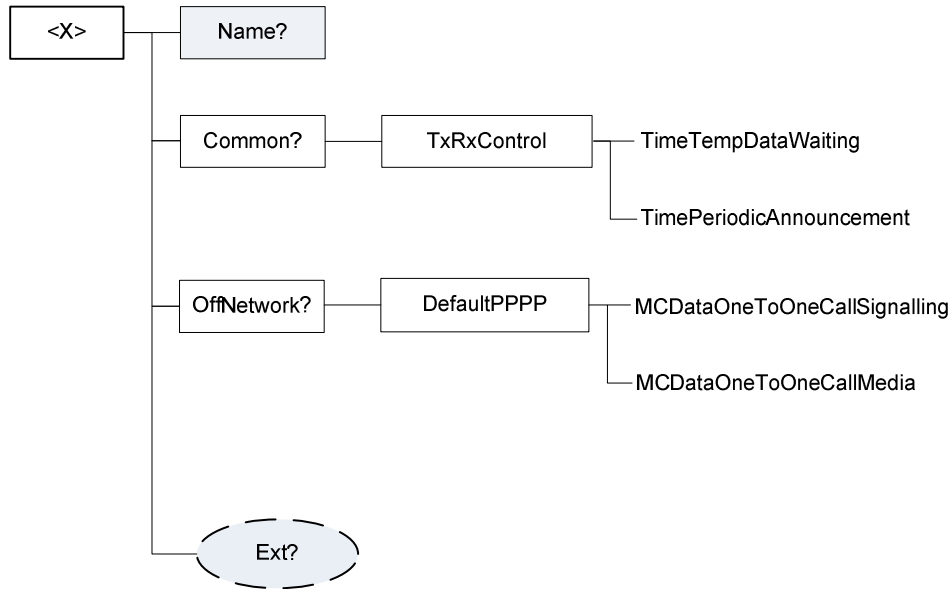 <X>
Name?
Common?
TxRxControl
TimeTempDataWaiting
TimePeriodicAnnouncement
OffNetwork?
DefaultPPPP
MCDataOneToOneCallSignalling
MCDataOneToOneCallMedia
Ext?